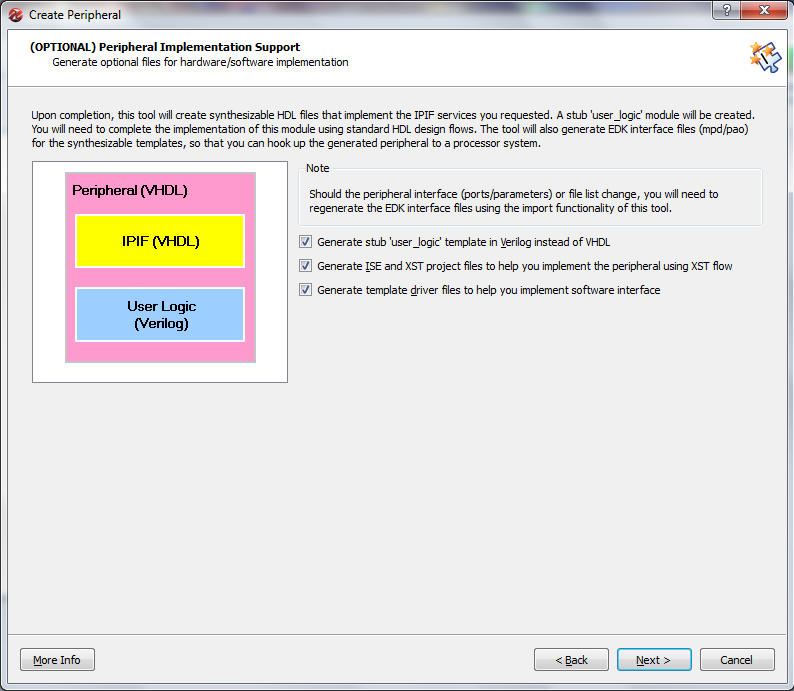 Create Peripheral
(OPTIONAL) Peripheral Implementation Support
Generate optional files for hardware/software implementation
Upon completion, this tool will create synthesizable HDL files that implement the IPIF services you requested. A stub 'user_logic' module will be created.
You will need to complete the implementation of this module using standard HDL design flows. The tool will also generate EDK interface files (mpd/pao)
for the synthesizable templates, so that you can hook up the generated peripheral to a processor system.
Peripheral (VHDL)
IPIF (VHDL)
User Logic
(Verilog)
Note
Should the peripheral interface (ports/parameters) or file list change, you will need to
regenerate the EDK interface files using the import functionality of this tool.
Generate stub 'user_logic' template in Verilog instead of VHDL
Generate ISE and XST project files to help you implement the peripheral using XST flow
Generate template driver files to help you implement software interface
More Info
< Back
Next >
Cancel